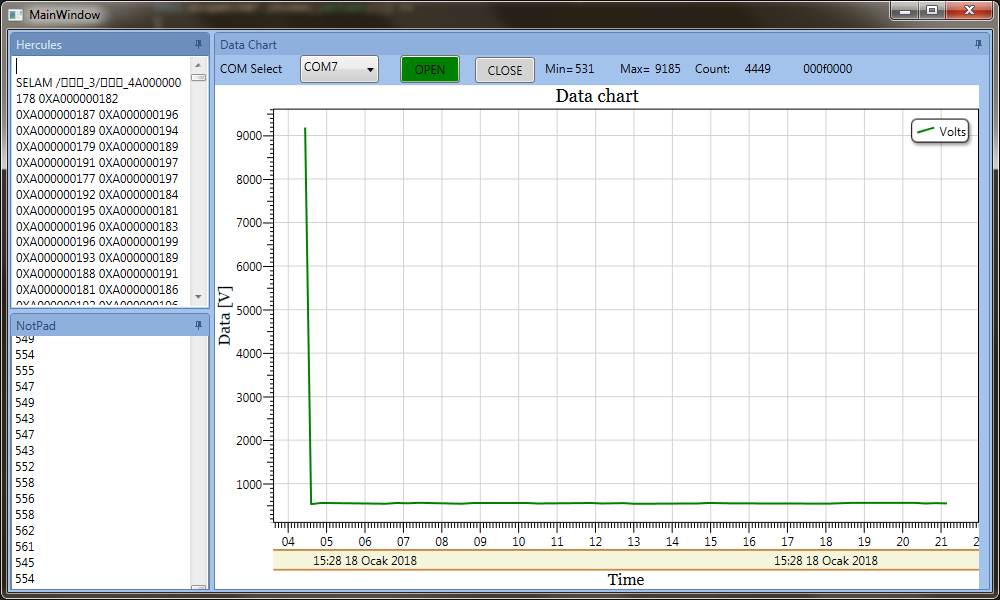 MainWindow
Hercules
SELAM /□□□_3/□□□_4A000000
178 0XA000000182
0XA000000187 0XA000000196
0XA000000189 0XA000000194
0XA000000179 0XA000000189
0XA000000191 0XA000000197
0XA000000177 0XA000000197
0XA000000192 0XA000000184
0XA000000195 0XA000000181
0XA000000196 0XA000000183
0XA000000196 0XA000000199
0XA000000193 0XA000000189
0XA000000188 0XA000000191
0XA000000181 0XA000000186
NotPad
549
554
555
547
549
543
547
543
552
558
556
558
562
561
545
554
Data Chart
COM Select COM7 OPEN CLOSE Min= 531 Max= 9185 Count: 4449 000f0000
Data chart
Volts
Data [V]
9000
8000
7000
6000
5000
4000
3000
2000
1000
04 05 06 07 08 09 10 11 12 13 14 15 16 17 18 19 20 21
15:28 18 Ocak 2018 15:28 18 Ocak 2018
Time